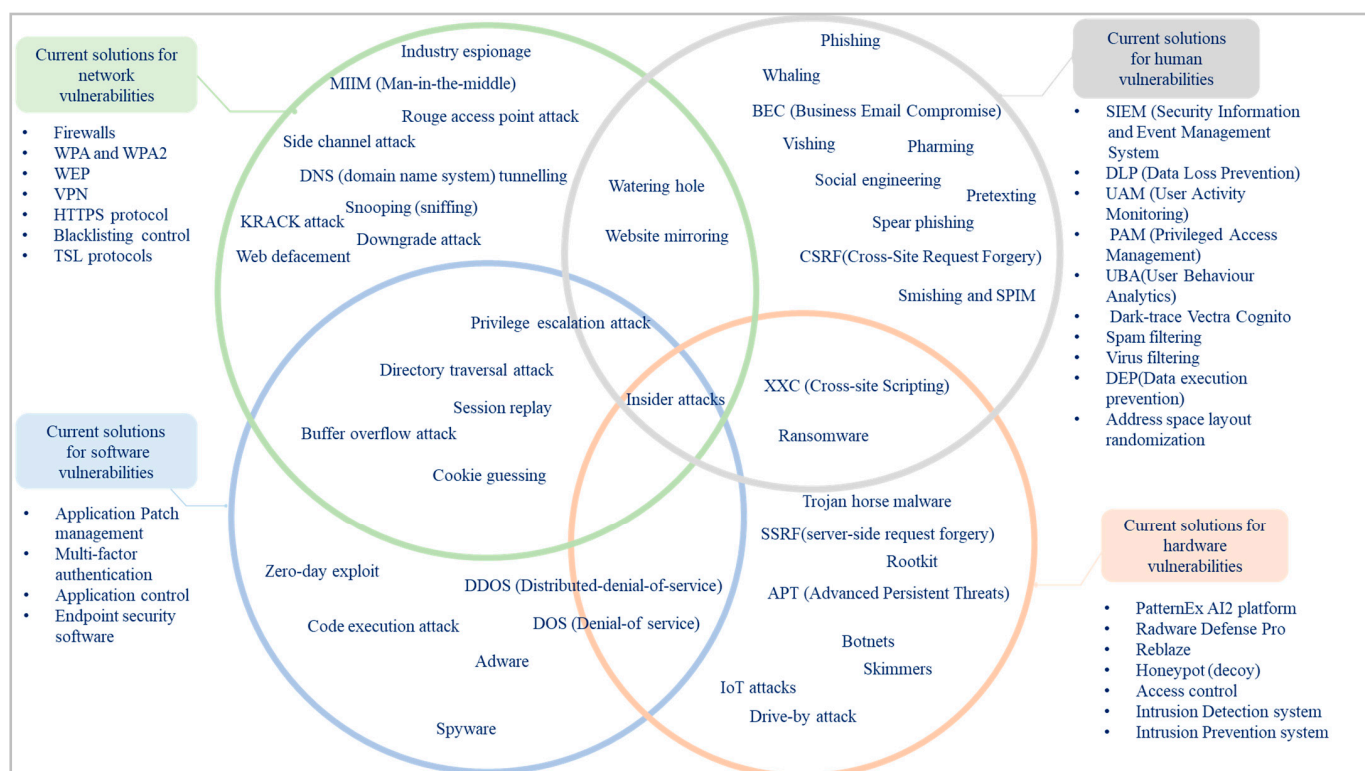 Current solutions for
network
vulnerabilities
• Firewalls
• WPA and WPA2
• WEP
• VPN
• HTTPS protocol
• Blacklisting control
• TSL protocols
Industry espionage
MIIM (Man-in-the-middle)
Rouge access point attack
Side channel attack
DNS (domain name system) tunnelling
Snooping (sniffing)
KRACK attack
Downgrade attack
Web defacement
Watering hole
Website mirroring
Phishing
Whaling
BEC (Business Email Compromise)
Vishing
Pharming
Social engineering
Pretexting
Spear phishing
CSRF(Cross-Site Request Forgery)
Smishing and SPIM
Current solutions
for human
vulnerabilities
• SIEM (Security Information
and Event Management
System
• DLP (Data Loss Prevention)
• UAM (User Activity
Monitoring)
• PAM (Privileged Access
Management)
• UBA(User Behaviour
Analytics)
• Dark-trace Vectra Cognito
• Spam filtering
• Virus filtering
• DEP(Data execution
prevention)
• Address space layout
randomization
Privilege escalation attack
Directory traversal attack
Session replay
Buffer overflow attack
Cookie guessing
Insider attacks
XXC (Cross-site Scripting)
Ransomware
Current solutions
for software
vulnerabilities
• Application Patch
management
• Multi-factor
authentication
• Application control
• Endpoint security
software
Zero-day exploit
DDOS (Distributed-denial-of-service)
Code execution attack
DOS (Denial-of service)
Adware
Spyware
Trojan horse malware
SSRF(server-side request forgery)
Rootkit
APT (Advanced Persistent Threats)
Botnets
Skimmers
IoT attacks
Drive-by attack
Current solutions for
hardware
vulnerabilities
• PatternEx AI2 platform
• Radware Defense Pro
• Reblaze
• Honeypot (decoy)
• Access control
• Intrusion Detection system
• Intrusion Prevention system